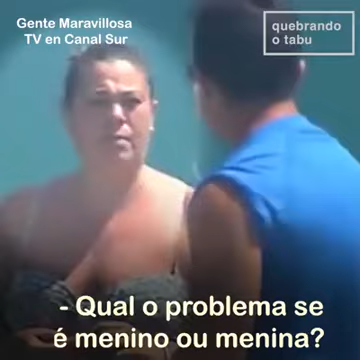 Gente Maravillosa
TV en Canal Sur
quebrando
o tabu
- Qual o problema se
é menino ou menina?